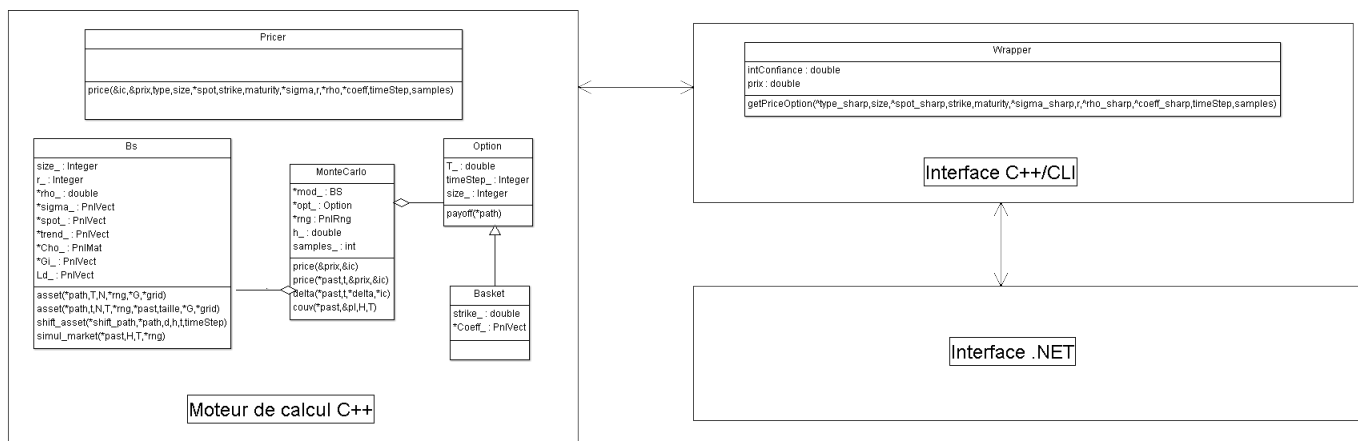 Pricer
price(&ic,&prix,type,size,*spot,strike,maturity,*sigma,r,*rho,*coeff,timeStep,samples)
Bs
size_ : Integer
r_ : Integer
*rho_ : double
*sigma_ : PnlVect
*spot_ : PnlVect
*trend_ : PnlVect
*Cho_ : PnlMat
*Gi_ : PnlVect
Ld_ : PnlVect
asset(*path,T,N,*rng,*G,*grid)
asset(*path,t,N,T,*rng,*past,taille,*G,*grid)
shift_asset(*shift_path,*path,d,h,t,timeStep)
simul_market(*past,H,T,*rng)
MonteCarlo
*mod_ : BS
*opt_ : Option
*rng : PnlRng
h_ : double
samples_ : int
price(&prix,&ic)
price(*past,t,&prix,&ic)
delta(*past,t,*delta,*ic)
couv(*past,&pl,H,T)
Option
T_ : double
timeStep_ : Integer
size_ : Integer
payoff(*path)
Basket
strike_ : double
*Coeff_ : PnlVect
Moteur de calcul C++
Wrapper
intConfiance : double
prix : double
getPriceOption(^type_sharp,size,^spot_sharp,strike,maturity,^sigma_sharp,r,^rho_sharp,^coeff_sharp,timeStep,samples)
Interface C++/CLI
Interface .NET